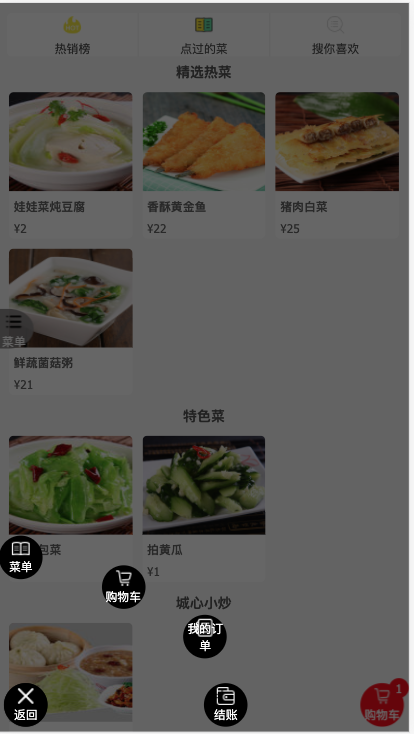 热销榜
点过的菜
搜你喜欢
精选热菜
娃娃菜炖豆腐
香酥黄金鱼
猪肉白菜
¥2
¥22
¥25
菜单
鲜蔬菌菇粥
¥21
特色菜
包菜
拍黄瓜
¥1
菜单
购物车
城心小炒
我的订
单
1
返回
结账
购物车